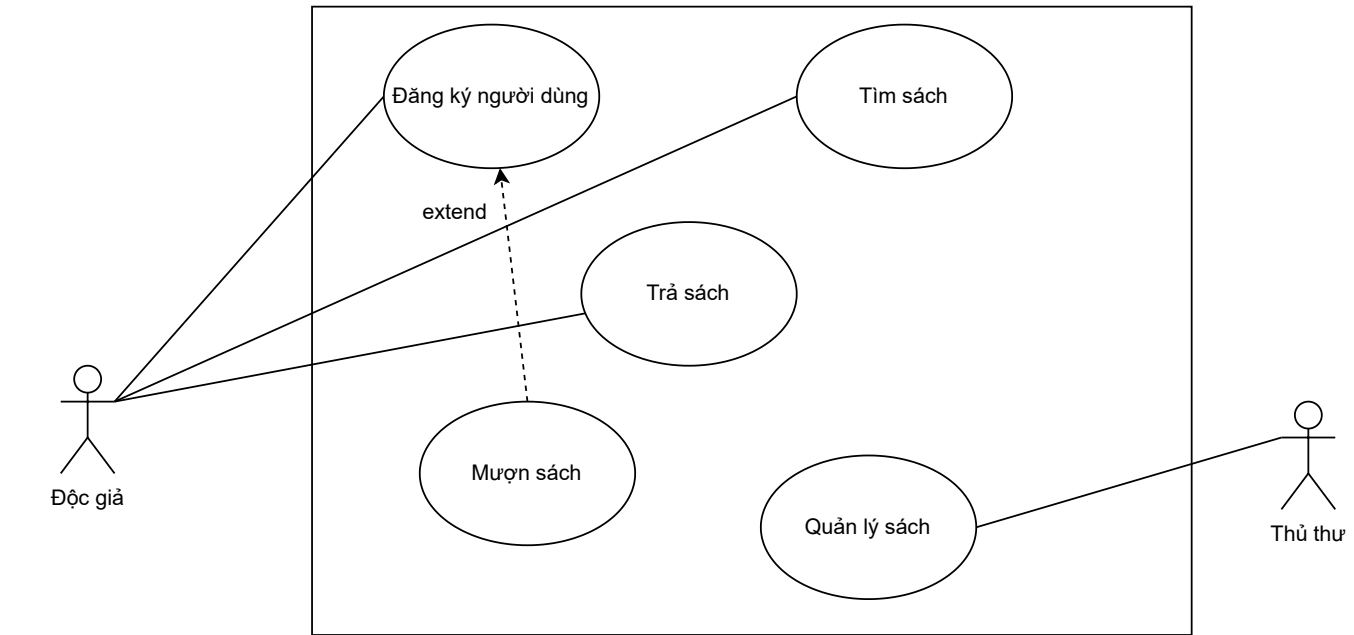 Đăng ký người dùng
Tìm sách
extend
Trả sách
Mượn sách
Độc giả
Quản lý sách
Thủ thư